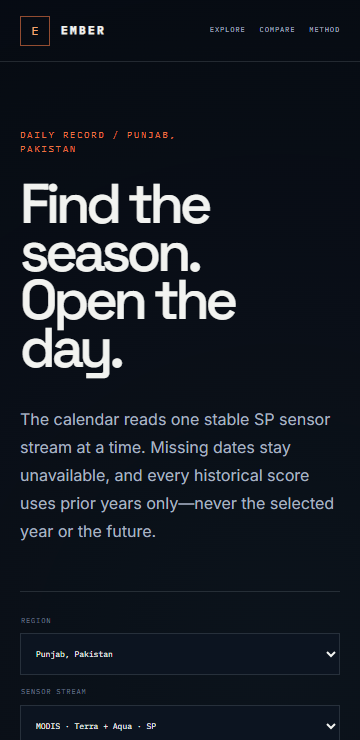 E EMBER EXPLORE COMPARE METHOD
DAILY RECORD / PUNJAB,
PAKISTAN
Find the
season.
Open the
day.
The calendar reads one stable SP sensor
stream at a time. Missing dates stay
unavailable, and every historical score
uses prior years only—never the selected
year or the future.
REGION
Punjab, Pakistan
SENSOR STREAM
MODIS · Terra + Aqua · SP